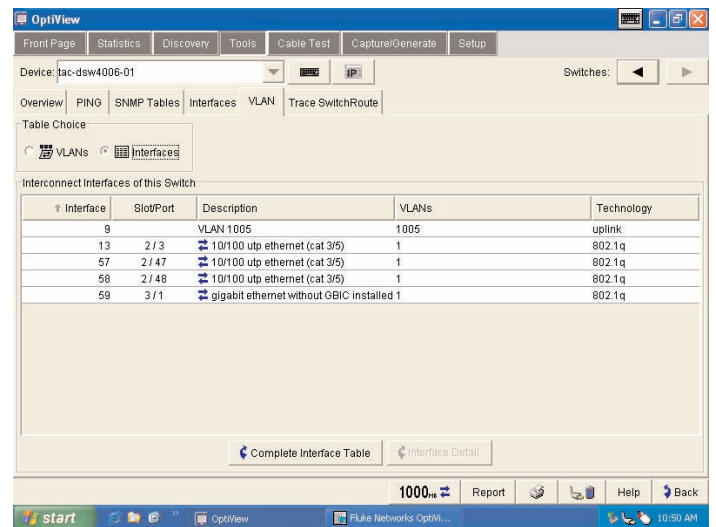 OptiView
Front Page Statistics Discovery Tools Cable Test Capture/Generate Setup
Device: tac-dsw4006-01 IP Switches:
Overview PING SNMP Tables Interfaces VLAN Trace SwitchRoute
Table Choice
VLANs Interfaces
Interconnect Interfaces of this Switch
Interface Slot/Port Description VLANs Technology
9 VLAN 1005 1005 uplink
13 2 / 3 10/100 utp ethernet (cat 3/5) 1 802.1q
57 2 / 47 10/100 utp ethernet (cat 3/5) 1 802.1q
58 2 / 48 10/100 utp ethernet (cat 3/5) 1 802.1q
59 3 / 1 gigabit ethernet without GBIC installed 1 802.1q
Complete Interface Table Interface Detail
1000 MB Report Help Back
start OptiView Fluke Networks OptiVi... 10:50 AM